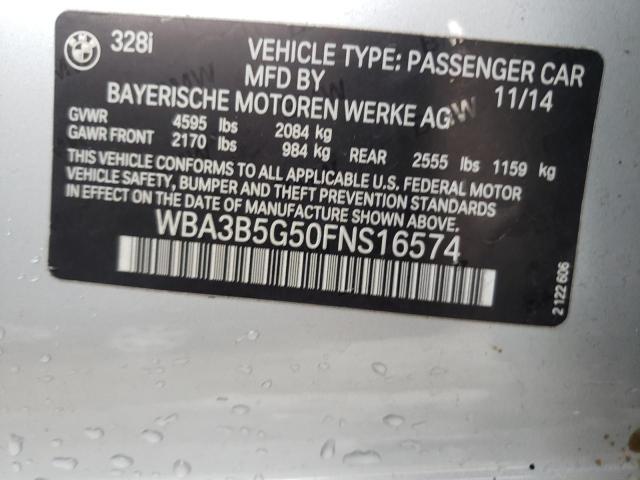 328i
VEHICLE TYPE: PASSENGER CAR
MFD BY 11/14
BAYERISCHE MOTOREN WERKE AG
GVWR 4595 lbs 2084 kg
GAWR FRONT 2170 lbs 984 kg REAR 2555 lbs 1159 kg
THIS VEHICLE CONFORMS TO ALL APPLICABLE U.S. FEDERAL MOTOR
VEHICLE SAFETY, BUMPER AND THEFT PREVENTION STANDARDS
IN EFFECT ON THE DATE OF MANUFACTURE SHOWN ABOVE.
WBA3B5G50FNS16574
2 122 606